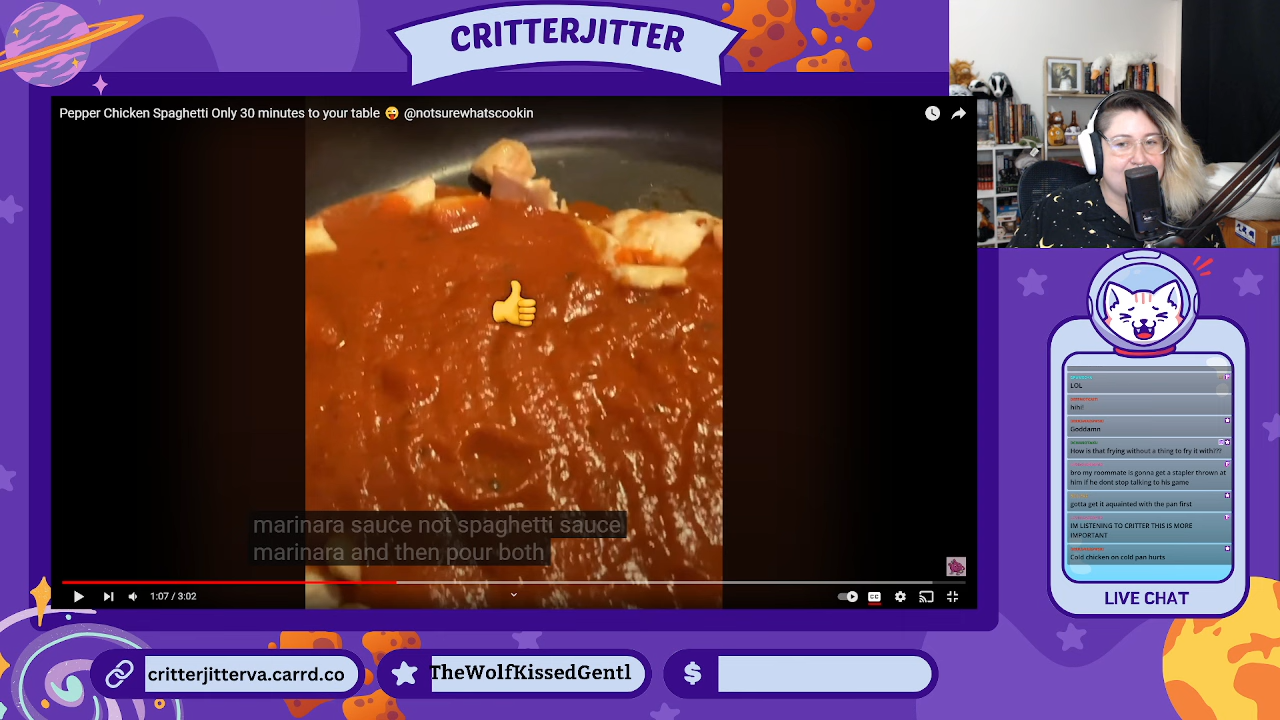 CRITTERJITTER
Pepper Chicken Spaghetti Only 30 minutes to your table 😜 @notsurewhatscookin
marinara sauce not spaghetti sauce
marinara and then pour both
1:07 / 3:02
CC
LOL
hihi!
Goddamn
How is that frying without a thing to fry it with???
bro my roommate is gonna get a stapler thrown at
him if he dont stop talking to his game
gotta get it aquainted with the pan first
IM LISTENING TO CRITTER THIS IS MORE
IMPORTANT
Cold chicken on cold pan hurts
LIVE CHAT
critterjitterva.carrd.co
TheWolfKissedGentl
$